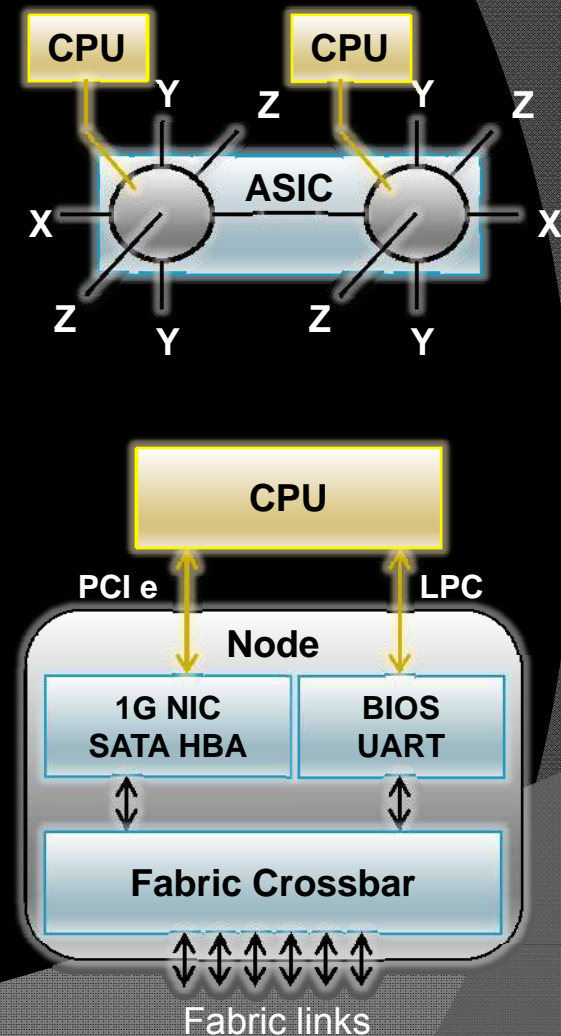 CPU
CPU
Y
Z
Y
Z
ASIC
X
X
Z
Y
Z
Y
CPU
PCI e
LPC
Node
1G NIC
SATA HBA
BIOS
UART
Fabric Crossbar
Fabric links